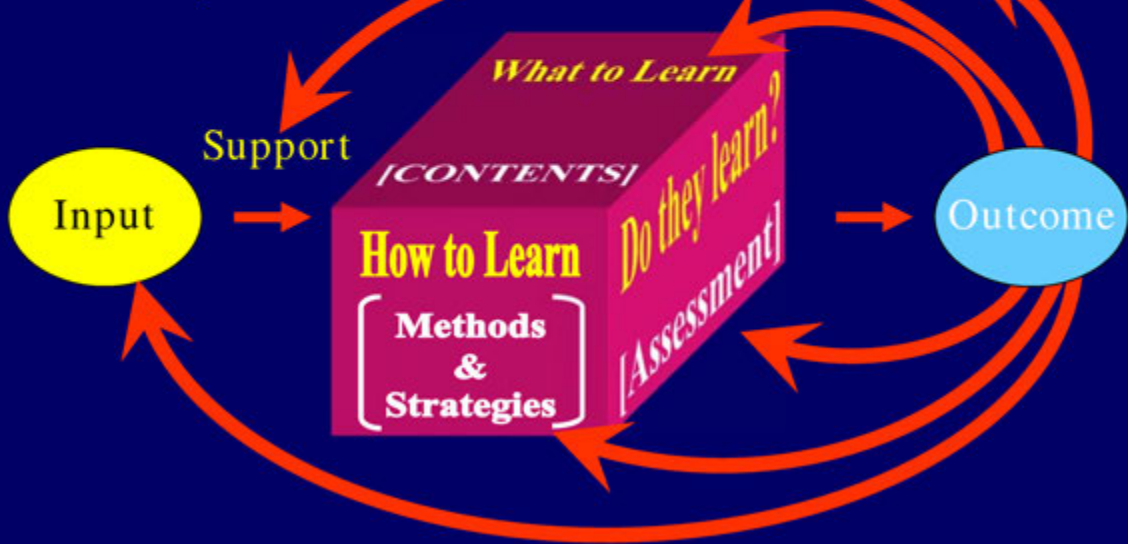 What to Learn
[CONTENTS]
Support
Input
How to Learn
Methods
&
Strategies
Do they learn?
[Assessment]
Outcome